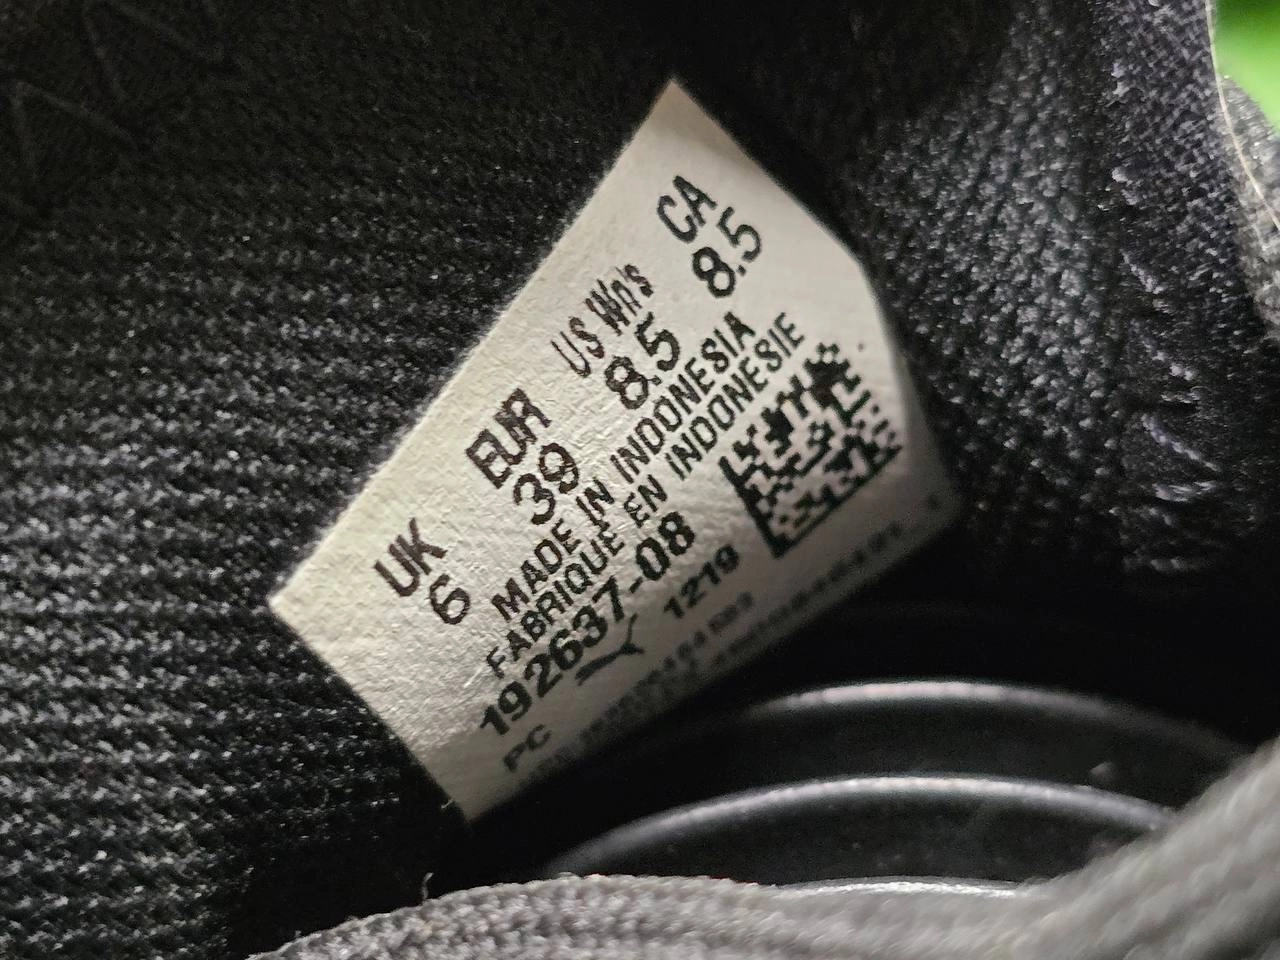 UK EUR US Wn's CA
6 39 8.5 8.5
MADE IN INDONESIA
FABRIQUE EN INDONESIE
192637-08
PC 1219